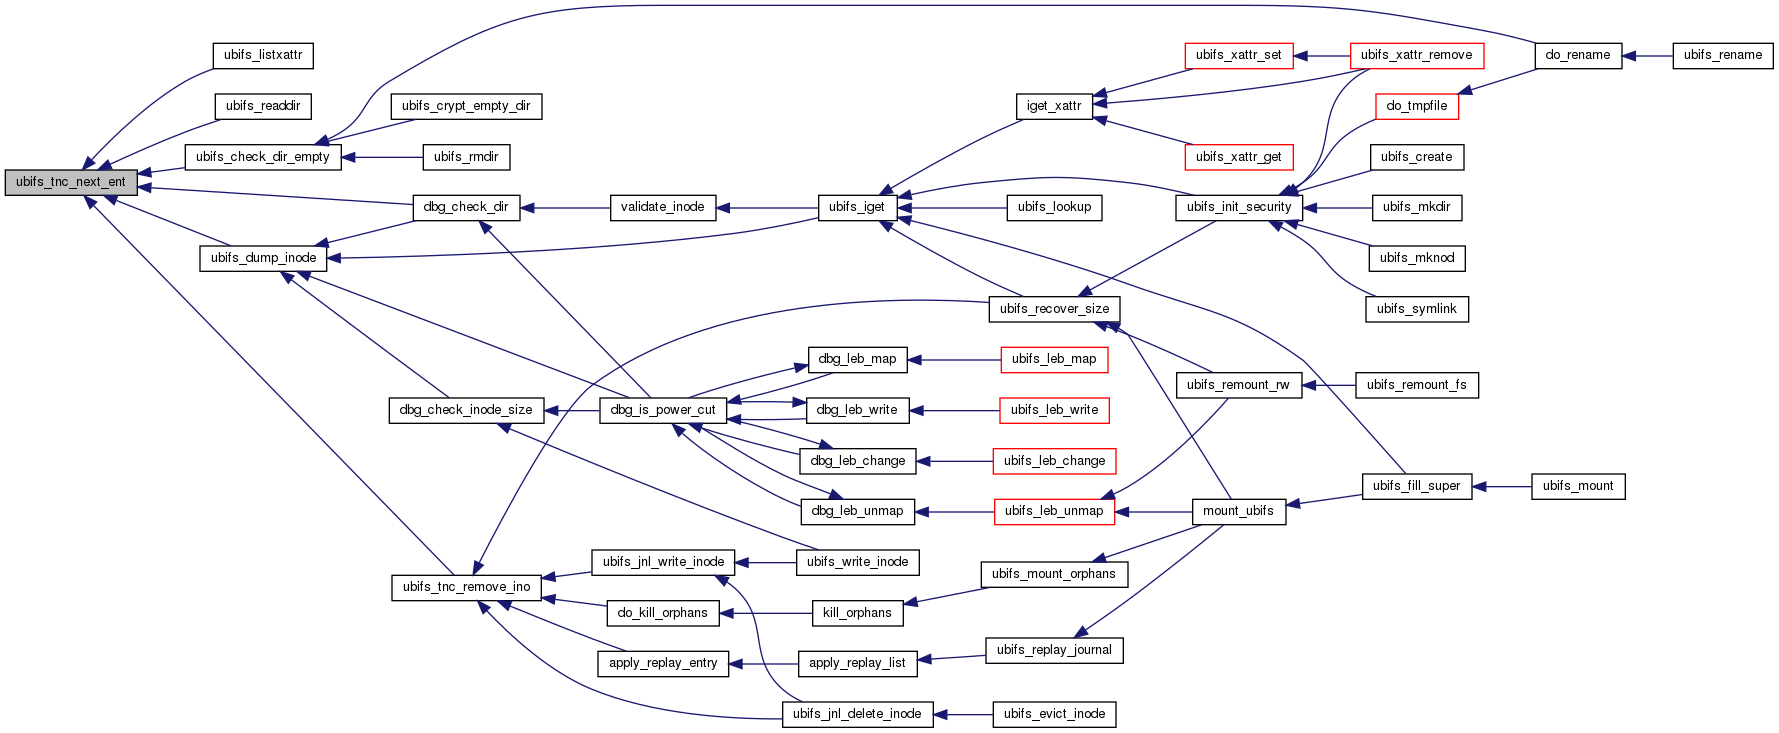 ubifs_tnc_next_ent
ubifs_listxattr
ubifs_readdir
ubifs_check_dir_empty
ubifs_crypt_empty_dir
ubifs_rmdir
dbg_check_dir
ubifs_dump_inode
dbg_check_inode_size
ubifs_tnc_remove_ino
validate_inode
dbg_is_power_cut
ubifs_jnl_write_inode
do_kill_orphans
apply_replay_entry
ubifs_iget
dbg_leb_map
dbg_leb_write
dbg_leb_change
dbg_leb_unmap
ubifs_write_inode
kill_orphans
apply_replay_list
ubifs_jnl_delete_inode
iget_xattr
ubifs_lookup
ubifs_recover_size
ubifs_leb_map
ubifs_leb_write
ubifs_leb_change
ubifs_leb_unmap
ubifs_mount_orphans
ubifs_replay_journal
ubifs_evict_inode
ubifs_xattr_set
ubifs_xattr_get
ubifs_init_security
ubifs_remount_rw
mount_ubifs
ubifs_xattr_remove
do_tmpfile
ubifs_create
ubifs_mkdir
ubifs_mknod
ubifs_symlink
ubifs_remount_fs
ubifs_fill_super
do_rename
ubifs_mount
ubifs_rename